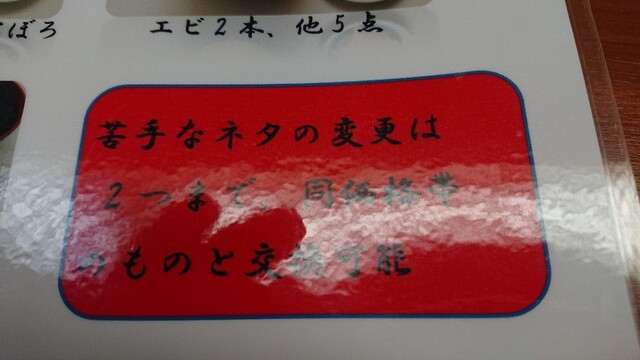 ぼろ
エビ2本、他5点
苦手なネタの変更は
2つまで、同価格帯
のものと交換可能